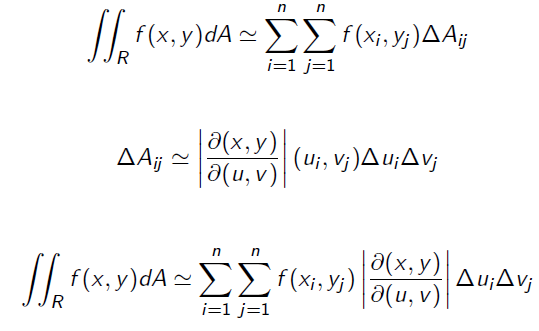 ∬_R f(x, y)dA ≃ ∑_{i=1}^{n} ∑_{j=1}^{n} f(x_i, y_j)ΔA_{ij}
ΔA_{ij} ≃ |∂(x, y)/∂(u, v)| (u_i, v_j)Δu_iΔv_j
∬_R f(x, y)dA ≃ ∑_{i=1}^{n} ∑_{j=1}^{n} f(x_i, y_j) |∂(x, y)/∂(u, v)| Δu_iΔv_j